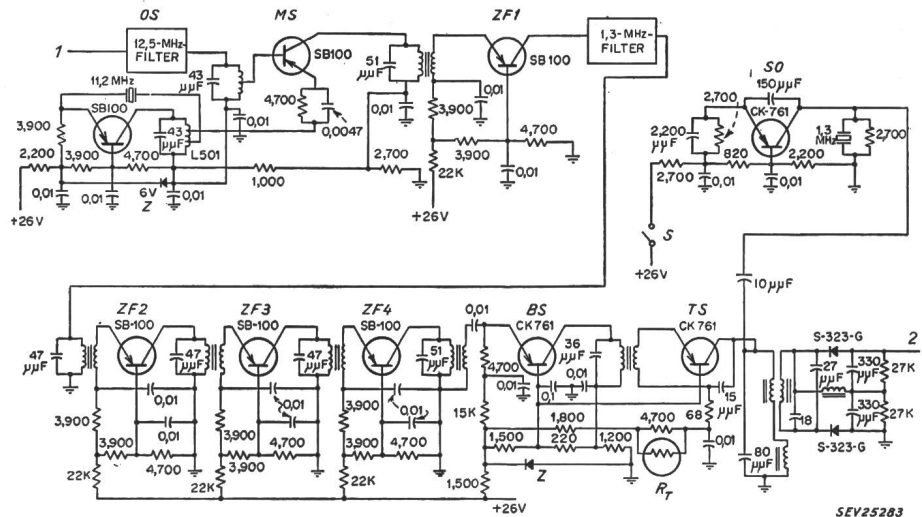 OS
MS
ZF1
1
12,5-MHz-
FILTER
43
μμF
SB100
51
μμF
SB100
1,3-MHz-
FILTER
SO
150μμF
CK-761
11,2 MHz
SB100
3,900
43
μμF
L501
0,01
4,700
0,0047
0,01
3,900
0,01
2,700
2,200
μμF
1,3
MHz
2,700
2,200
3,900
4,700
1,000
2,700
3,900
4,700
2,700
820
2,200
0,01
0,01
6V
Z
0,01
22K
0,01
0,01
0,01
+26V
+26V
S
+26V
10μμF
ZF2
SB-100
ZF3
SB-100
ZF4
SB-100
0,01
BS
CK761
TS
CK 761
2
S-323-G
47
μμF
47
μμF
47
μμF
51
μμF
4,700
0,01
36
μμF
0,01
0,1
15
μμF
27
μμF
330
μμF
27K
3,900
0,01
0,01
3,900
0,01
3,900
0,01
15K
1,800
4,700
68
0,01
18
330
μμF
27K
3,900
4,700
3,900
4,700
3,900
4,700
1,500
220
1,200
80
μμF
S-323-G
22K
22K
22K
1,500
Z
RT
+26V
SEV25283